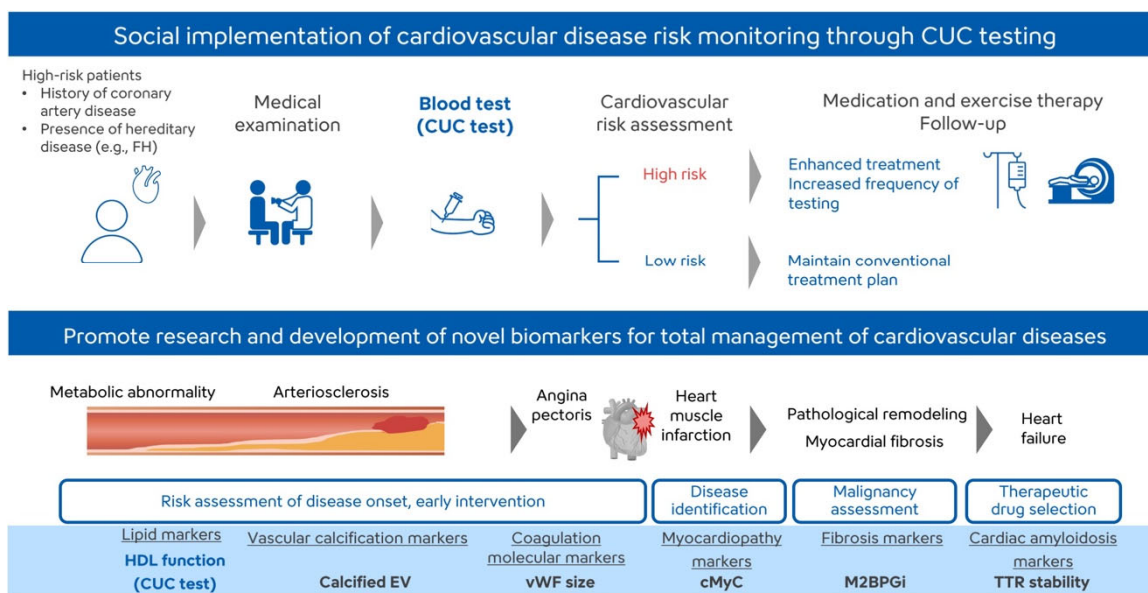 Social implementation of cardiovascular disease risk monitoring through CUC testing
High-risk patients
• History of coronary
artery disease
• Presence of hereditary
disease (e.g., FH)
Medical
examination
Blood test
(CUC test)
Cardiovascular
risk assessment
High risk
Low risk
Medication and exercise therapy
Follow-up
Enhanced treatment
Increased frequency of
testing
Maintain conventional
treatment plan
Promote research and development of novel biomarkers for total management of cardiovascular diseases
Metabolic abnormality
Arteriosclerosis
Angina
pectoris
Heart
muscle
infarction
Pathological remodeling
Myocardial fibrosis
Heart
failure
Risk assessment of disease onset, early intervention
Disease
identification
Malignancy
assessment
Therapeutic
drug selection
Lipid markers
HDL function
(CUC test)
Vascular calcification markers
Calcified EV
Coagulation
molecular markers
vWF size
Myocardiopathy
markers
cMyC
Fibrosis markers
M2BPGi
Cardiac amyloidosis
markers
TTR stability